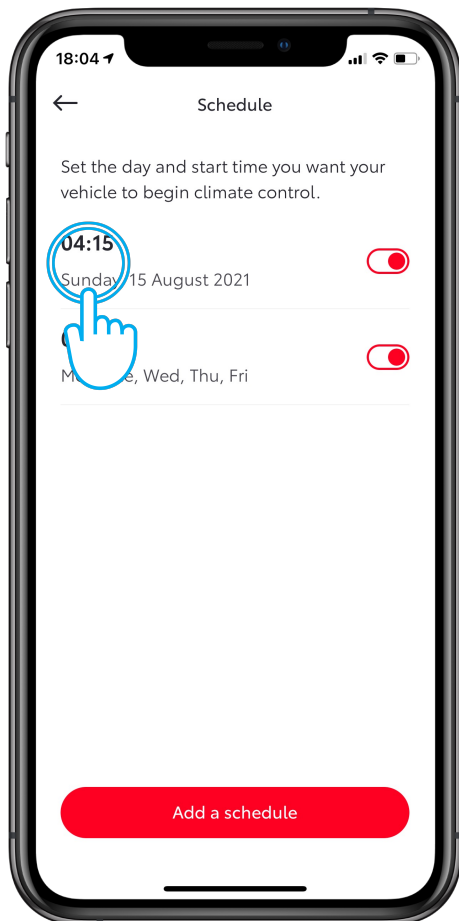 18:04
Schedule
Set the day and start time you want your
vehicle to begin climate control.
04:15
Sunday, 15 August 2021
Wed, Thu, Fri
Add a schedule